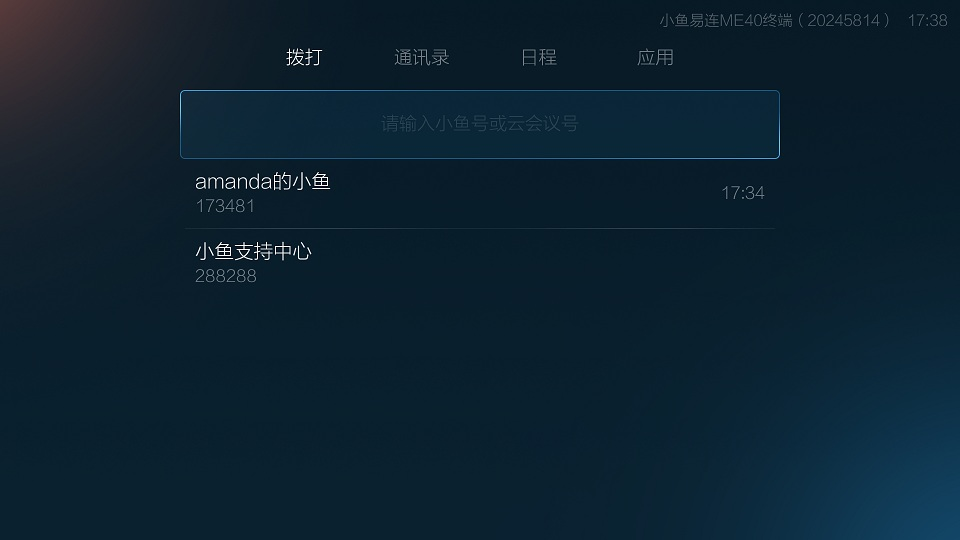 小鱼易连ME40终端（20245814） 17:38
拨打 通讯录 日程 应用
请输入小鱼号或云会议号
amanda的小鱼
173481
17:34
小鱼支持中心
288288